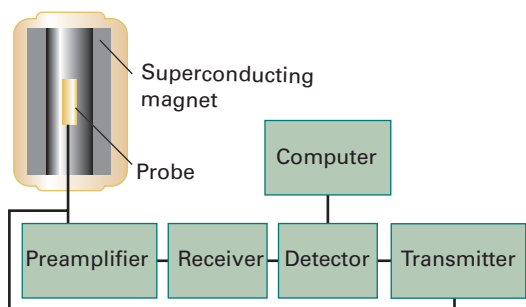 Superconducting
magnet
Probe
Computer
Preamplifier
Receiver
Detector
Transmitter